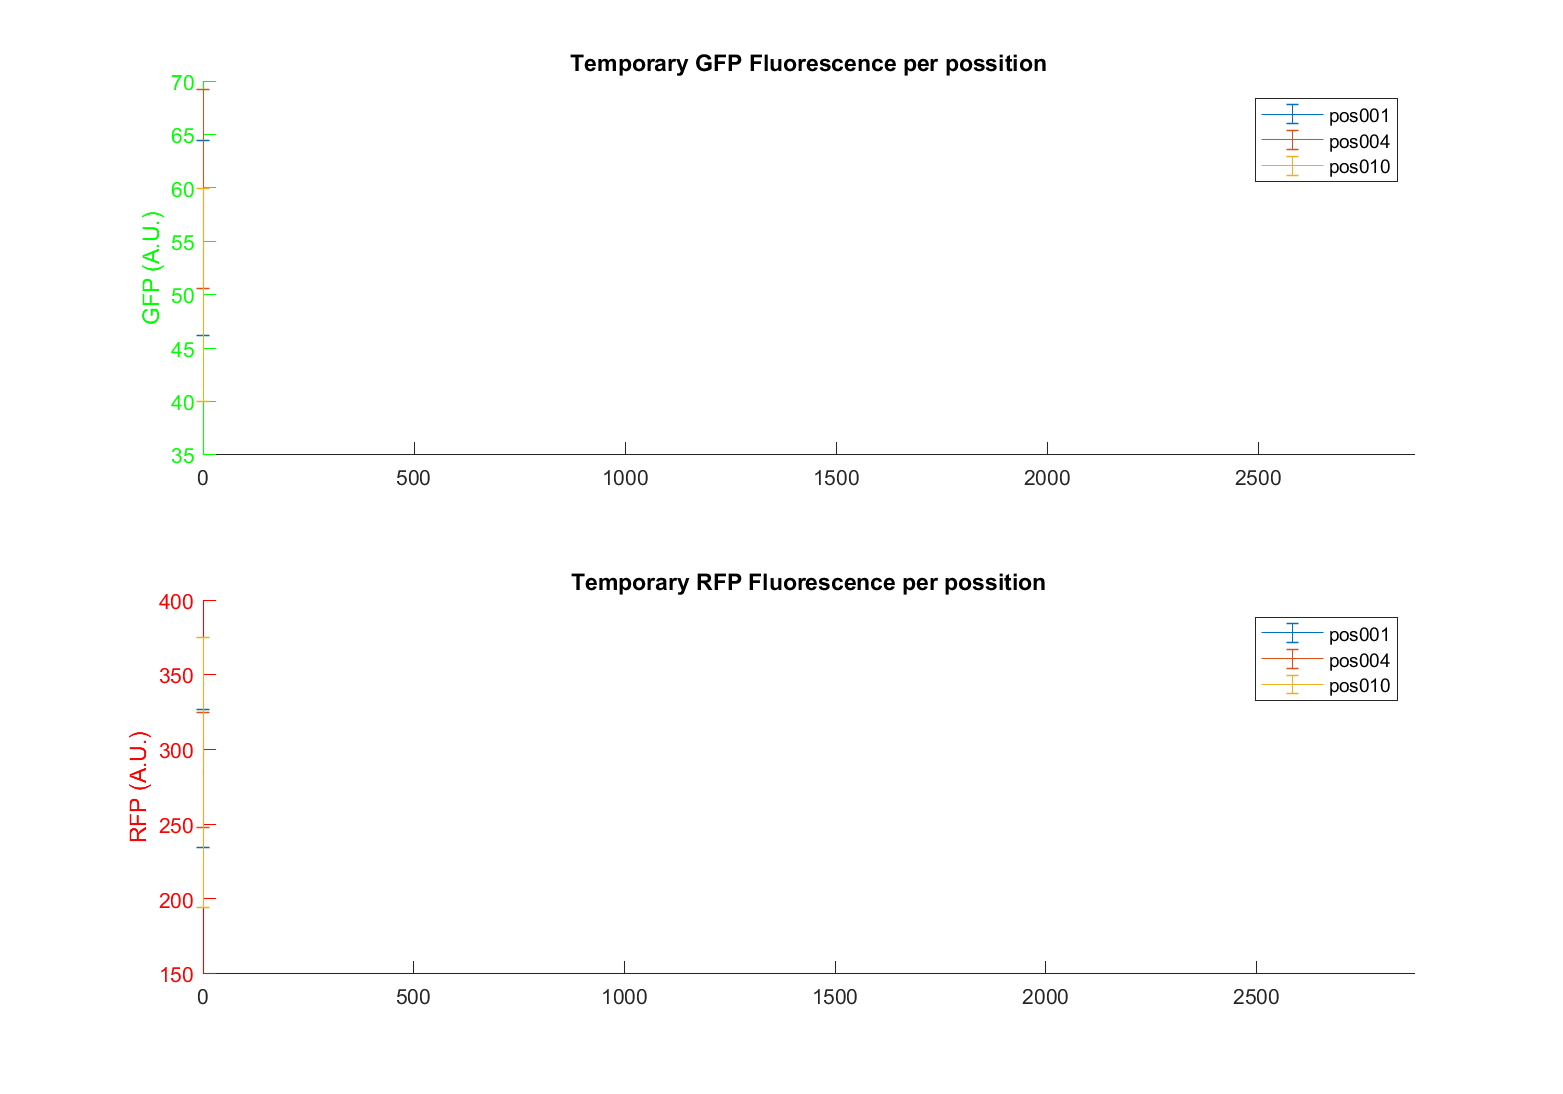 Temporary GFP Fluorescence per possition
70
65
60
55
50
45
40
35
GFP (A.U.)
pos001
pos004
pos010
0 500 1000 1500 2000 2500
Temporary RFP Fluorescence per possition
400
350
300
250
200
150
RFP (A.U.)
pos001
pos004
pos010
0 500 1000 1500 2000 2500